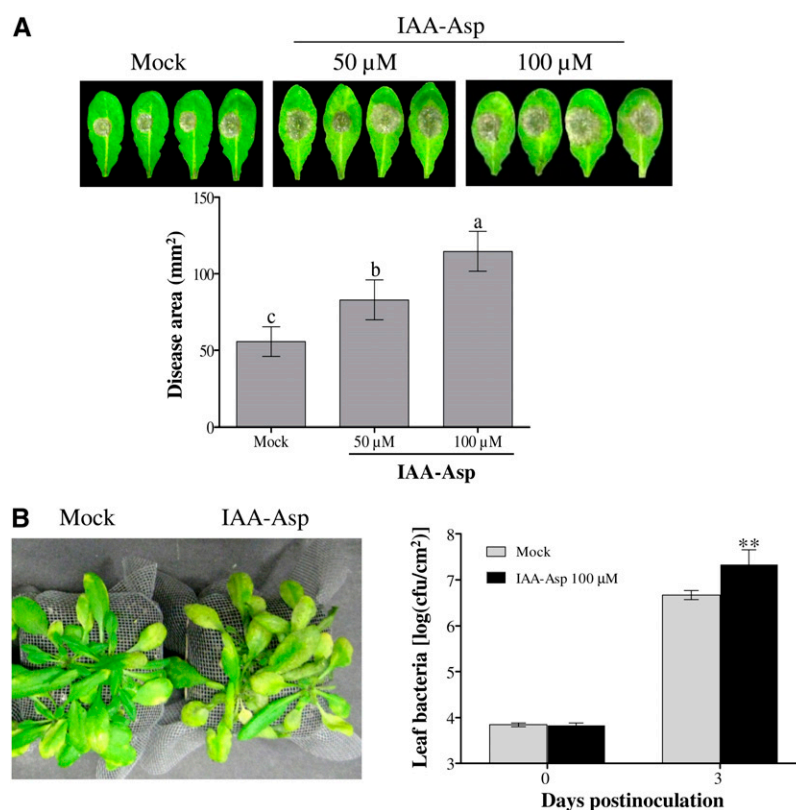 A
IAA-Asp
Mock
50 µM
100 µM
150
100
50
0
Disease area (mm²)
c
b
a
Mock
50 µM
100 µM
IAA-Asp
B
Mock
IAA-Asp
8
7
6
5
4
3
Leaf bacteria [log(cfu/cm²)]
Mock
IAA-Asp 100 µM
**
0
3
Days postinoculation